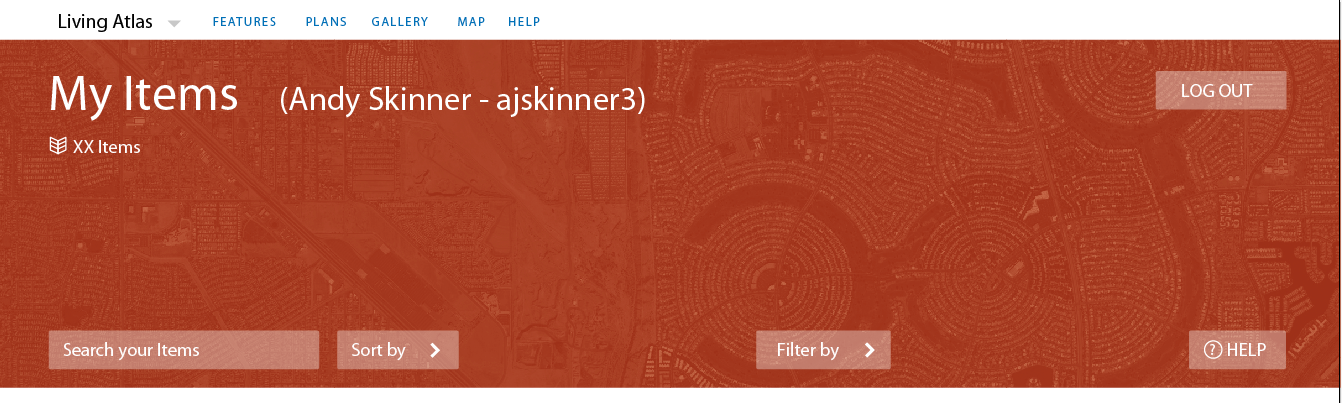 Living Atlas FEATURES PLANS GALLERY MAP HELP
My Items (Andy Skinner - ajskinner3) LOG OUT
XX Items
Search your Items Sort by Filter by ? HELP